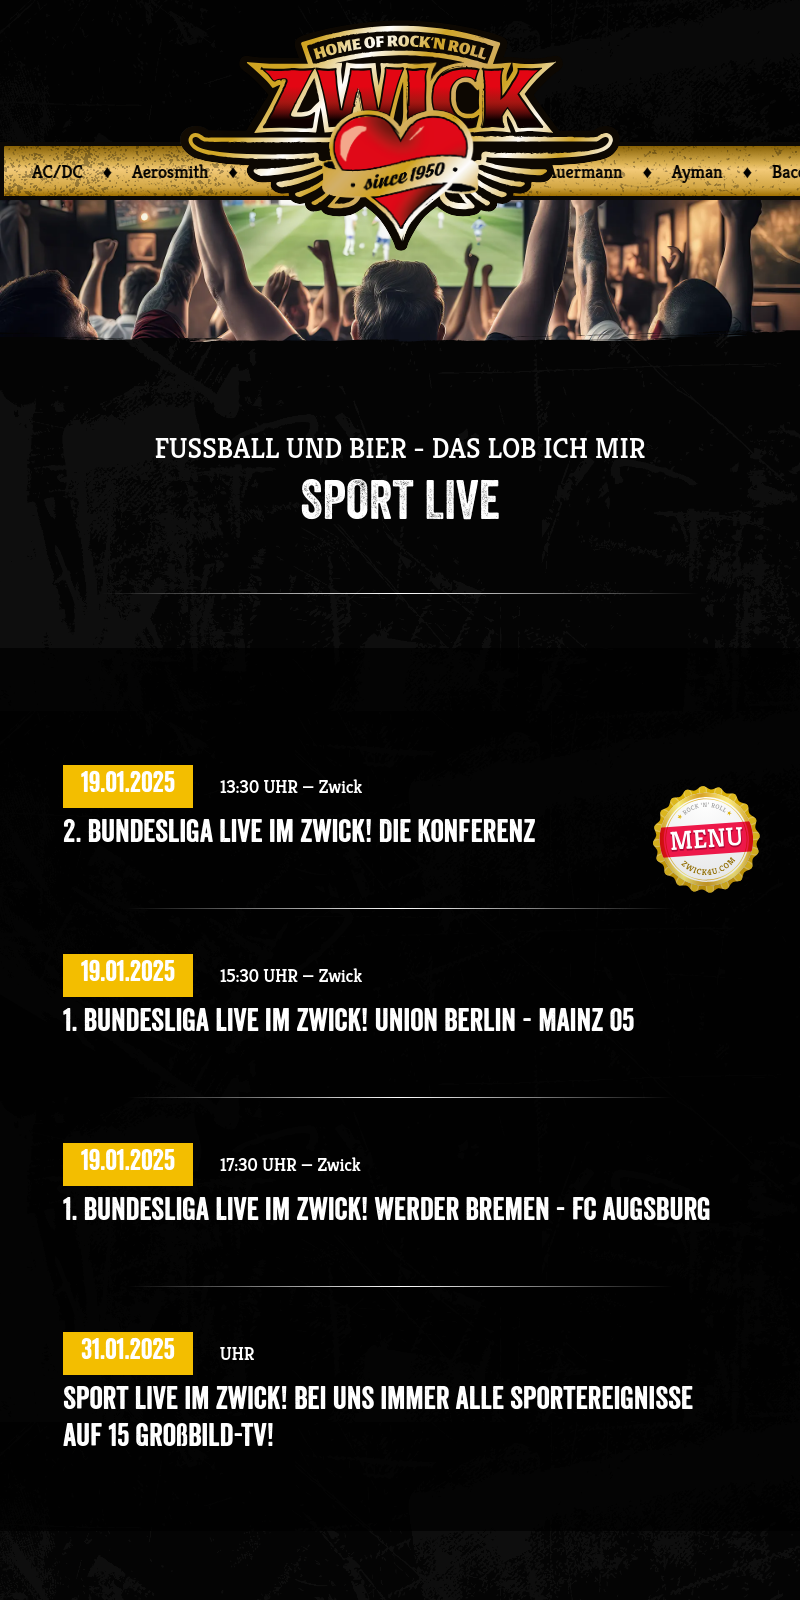 HOME OF ROCK'N ROLL
ZWICK
since 1950
AC/DC ♦ Aerosmith ♦ Auermann ♦ Ayman ♦
FUSSBALL UND BIER - DAS LOB ICH MIR
SPORT LIVE
19.01.2025 13:30 UHR – Zwick
2. BUNDESLIGA LIVE IM ZWICK! DIE KONFERENZ
ROCK 'N' ROLL
MENU
ZWICK4U.COM
19.01.2025 15:30 UHR – Zwick
1. BUNDESLIGA LIVE IM ZWICK! UNION BERLIN - MAINZ 05
19.01.2025 17:30 UHR – Zwick
1. BUNDESLIGA LIVE IM ZWICK! WERDER BREMEN - FC AUGSBURG
31.01.2025 UHR
SPORT LIVE IM ZWICK! BEI UNS IMMER ALLE SPORTEREIGNISSE
AUF 15 GROßBILD-TV!